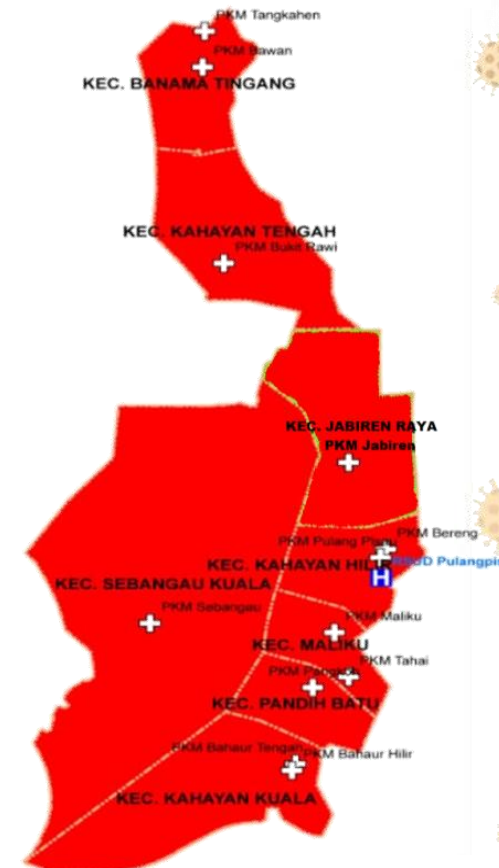 PKM Tangkahen
PKM Bawan
KEC. BANAMA TINGANG
KEC. KAHAYAN TENGAH
PKM Bukit Rawi
KEC. JABIREN RAYA
PKM Jabiren
PKM Bereng
PKM Pulang Pisau
RSUD Pulangpis
KEC. KAHAYAN HILIR
H
KEC. SEBANGAU KUALA
PKM Sebangau
PKM Maliku
KEC. MALIKU
PKM Tahai
PKM
KEC. PANDIH BATU
PKM Bahaur Tengah
PKM Bahaur Hilir
KEC. KAHAYAN KUALA